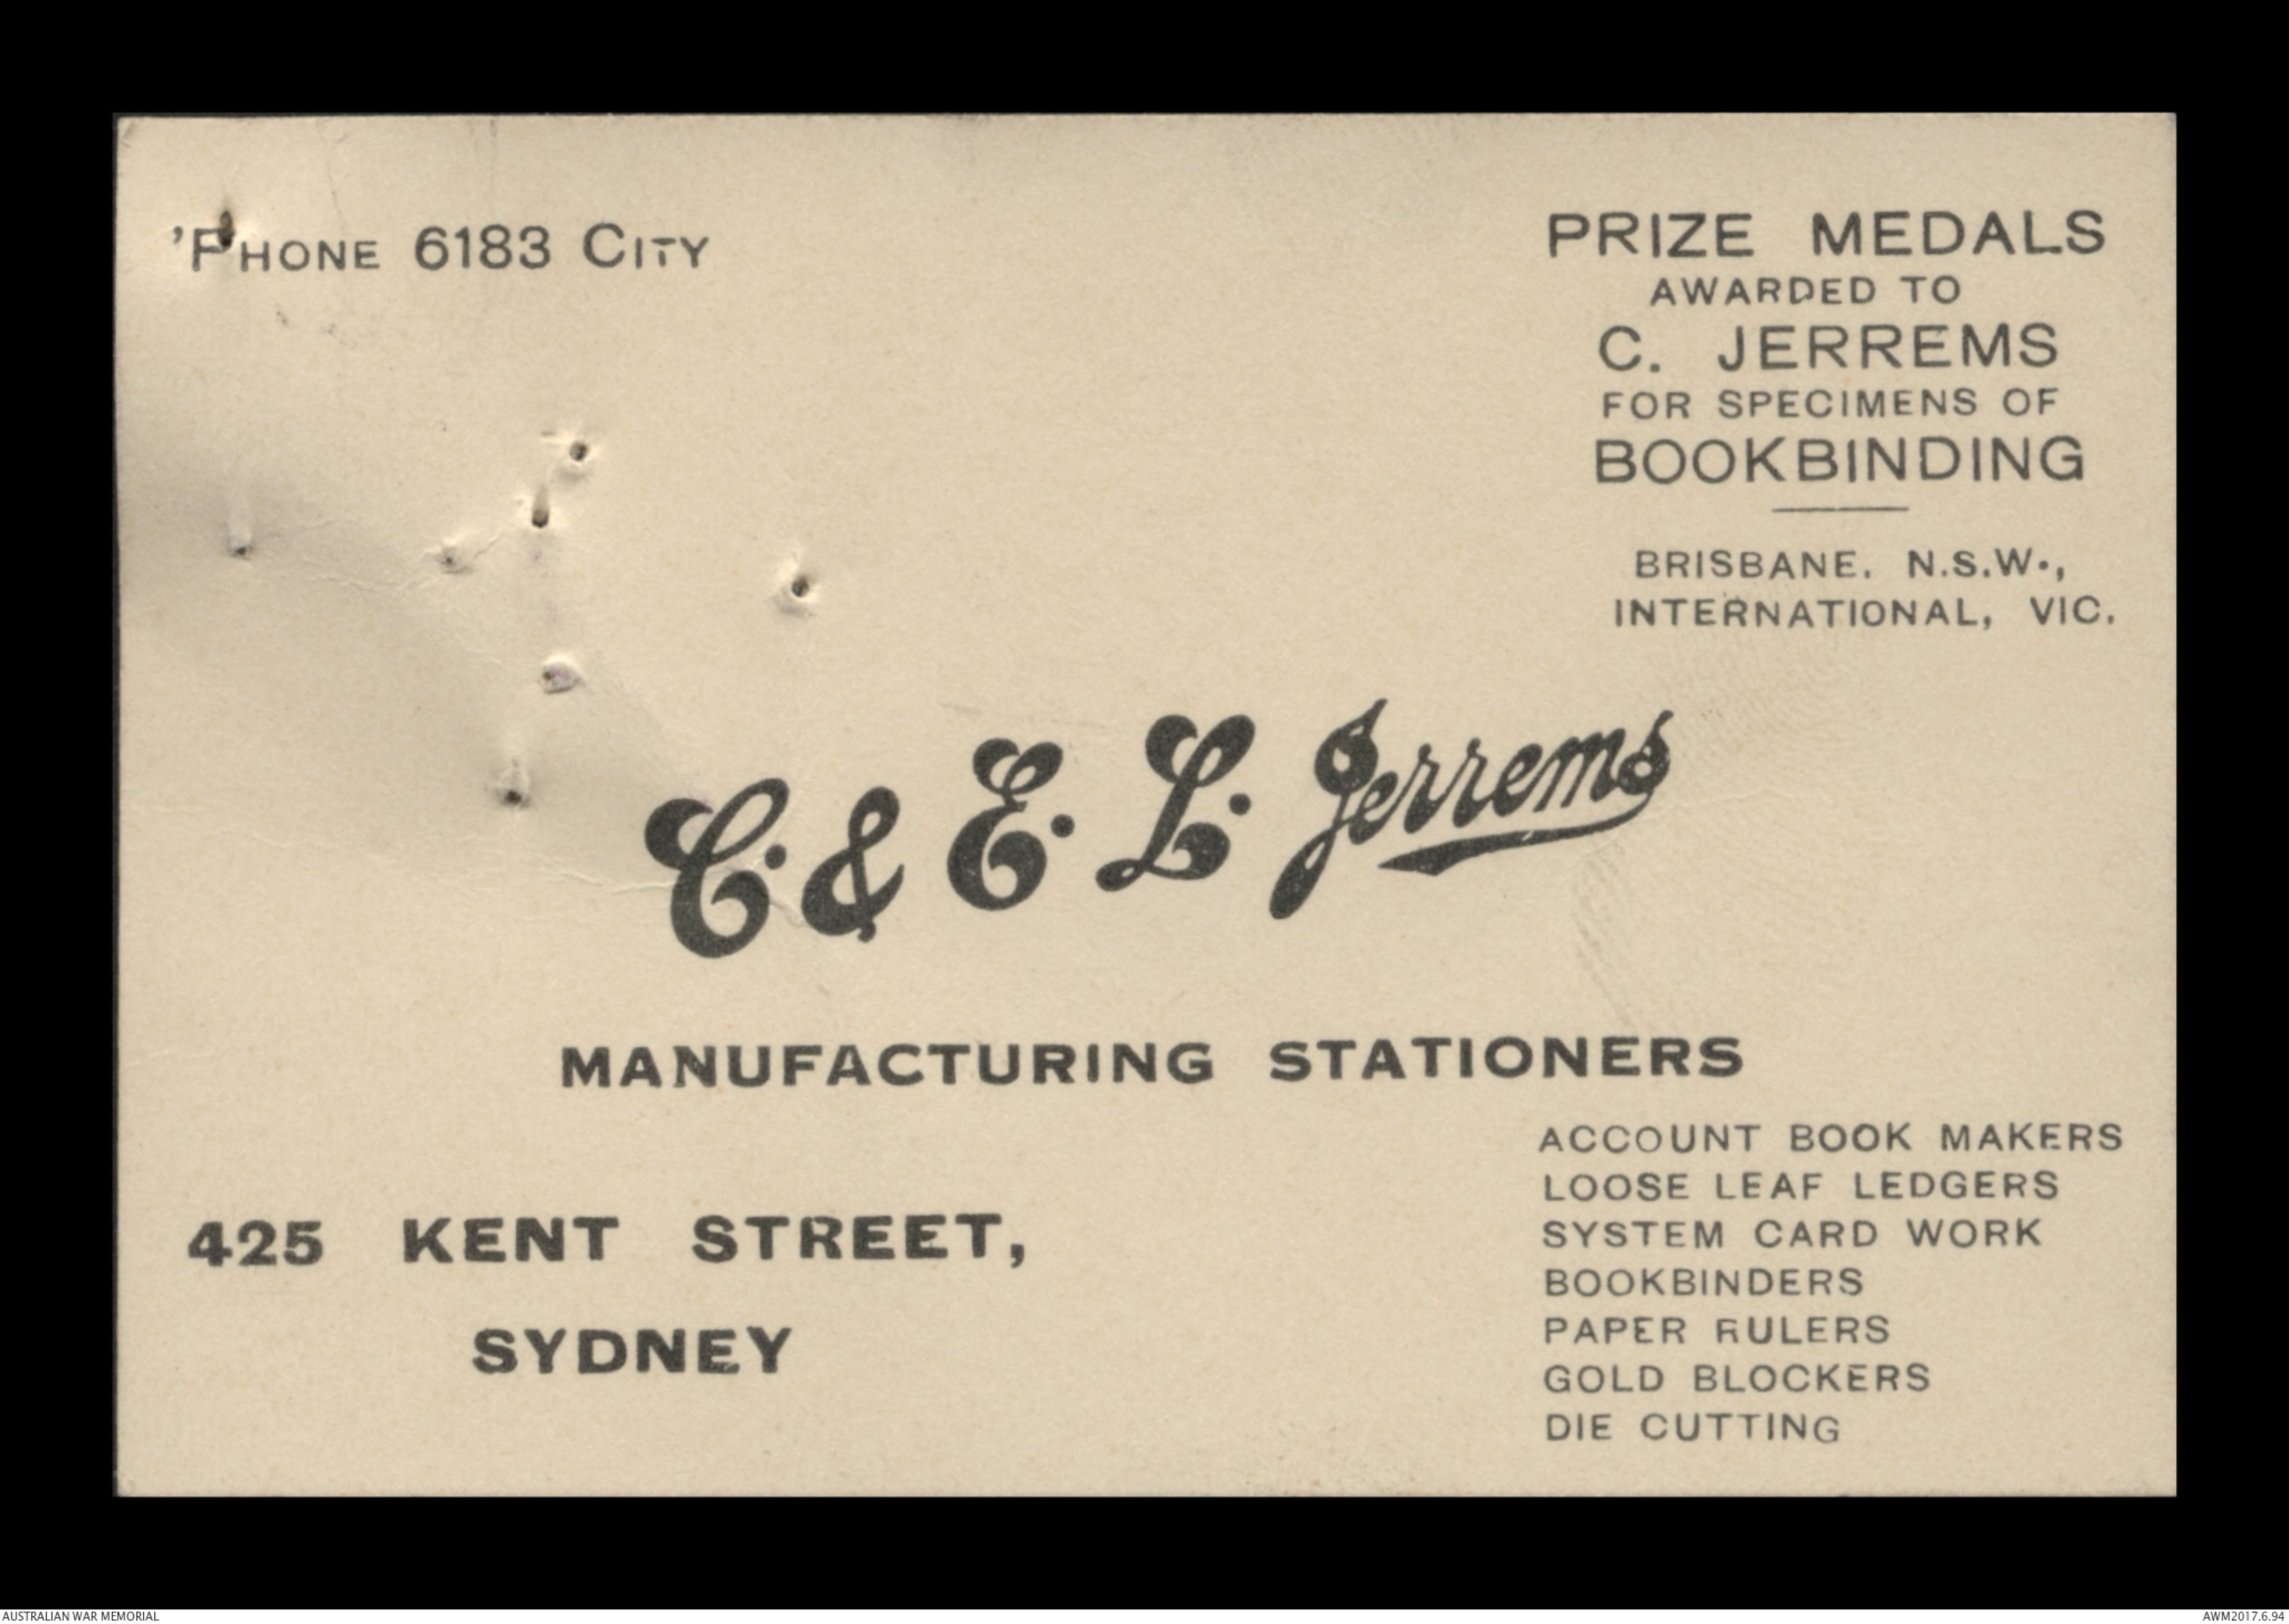 'PHONE 6183 CITY
PRIZE MEDALS
AWARDED TO
C. JERREMS
FOR SPECIMENS OF
BOOKBINDING
BRISBANE. N.S.W.,
INTERNATIONAL, VIC.
C. & E. L. Jerrems
MANUFACTURING STATIONERS
425 KENT STREET,
SYDNEY
ACCOUNT BOOK MAKERS
LOOSE LEAF LEDGERS
SYSTEM CARD WORK
BOOKBINDERS
PAPER RULERS
GOLD BLOCKERS
DIE CUTTING
AUSTRALIAN WAR MEMORIAL
AWM2017.6.94